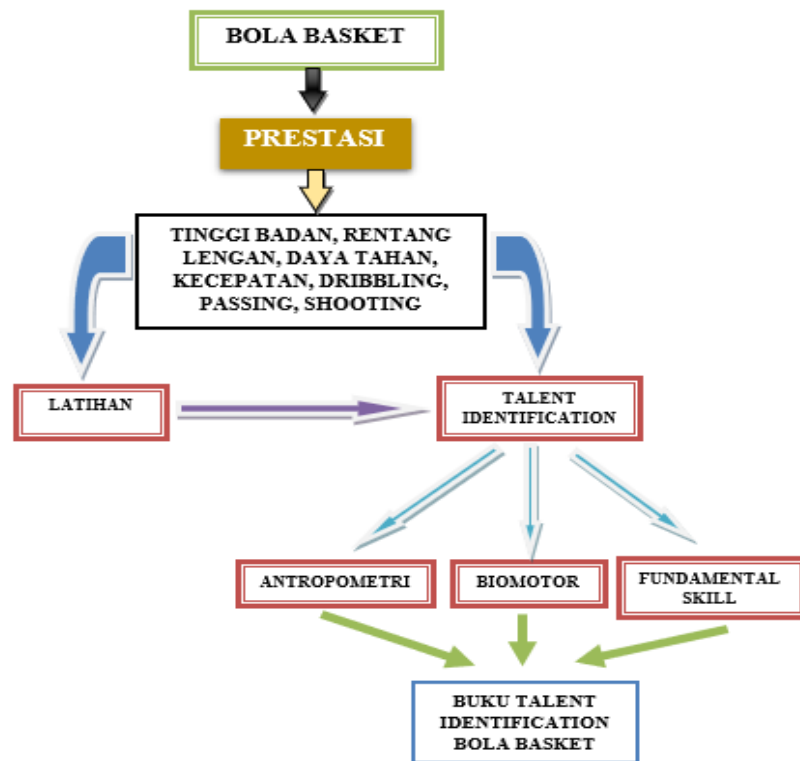 BOLA BASKET
PRESTASI
TINGGI BADAN, RENTANG
LENGAN, DAYA TAHAN,
KECEPATAN, DRIBBLING,
PASSING, SHOOTING
LATIHAN
TALENT
IDENTIFICATION
ANTROPOMETRI
BIOMOTOR
FUNDAMENTAL
SKILL
BUKU TALENT
IDENTIFICATION
BOLA BASKET